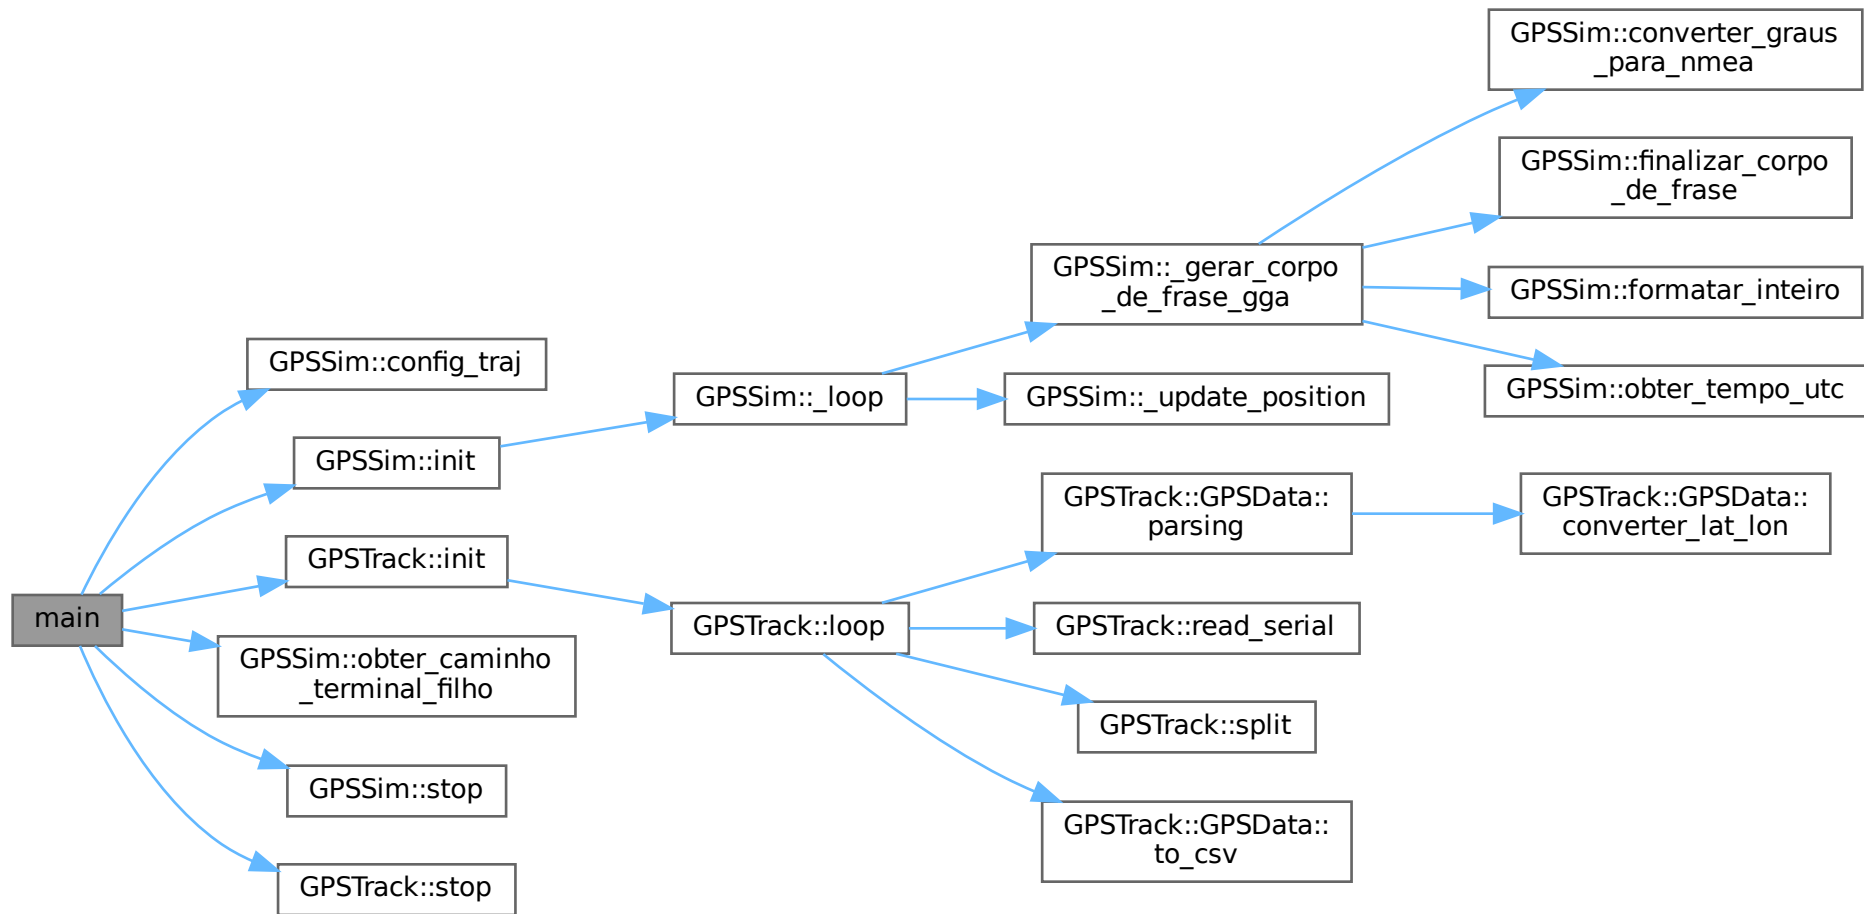 main
GPSSim::config_traj
GPSSim::init
GPSTrack::init
GPSSim::obter_caminho
_terminal_filho
GPSSim::stop
GPSTrack::stop
GPSSim::_loop
GPSTrack::loop
GPSSim::_gerar_corpo
_de_frase_gga
GPSSim::_update_position
GPSTrack::GPSData::
parsing
GPSTrack::read_serial
GPSTrack::split
GPSTrack::GPSData::
to_csv
GPSSim::converter_graus
_para_nmea
GPSSim::finalizar_corpo
_de_frase
GPSSim::formatar_inteiro
GPSSim::obter_tempo_utc
GPSTrack::GPSData::
converter_lat_lon